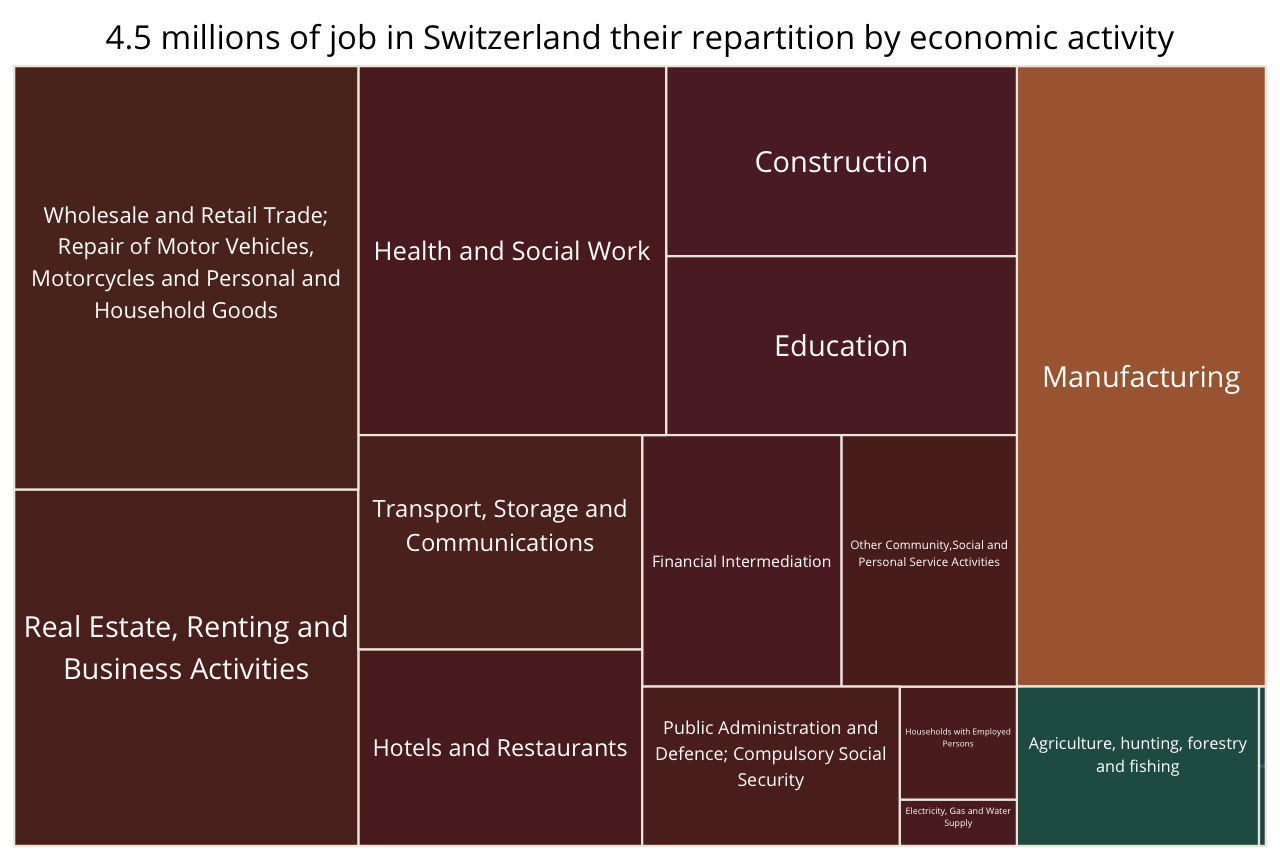 4.5 millions of job in Switzerland their repartition by economic activity
Wholesale and Retail Trade;
Repair of Motor Vehicles,
Motorcycles and Personal and
Household Goods
Real Estate, Renting and
Business Activities
Health and Social Work
Construction
Education
Manufacturing
Transport, Storage and
Communications
Hotels and Restaurants
Financial Intermediation
Other Community,Social and
Personal Service Activities
Public Administration and
Defence; Compulsory Social
Security
Households with Employed
Persons
Electricity, Gas and Water
Supply
Agriculture, hunting, forestry
and fishing